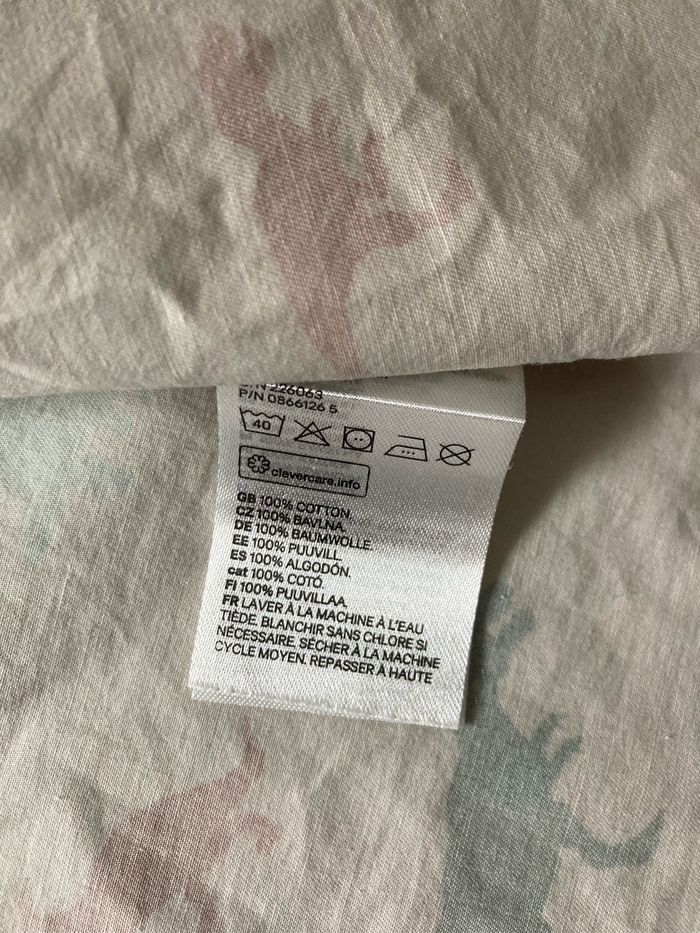 226063
P/N 0866126 5
40
clevercare.info
GB 100% COTTON.
CZ 100% BAVLNA.
DE 100% BAUMWOLLE.
EE 100% PUUVILL.
ES 100% ALGODÓN.
cat 100% COTÓ.
FI 100% PUUVILLAA.
FR LAVER À LA MACHINE À L'EAU
TIÈDE. BLANCHIR SANS CHLORE SI
NÉCESSAIRE. SÉCHER À LA MACHINE
CYCLE MOYEN. REPASSER À HAUTE